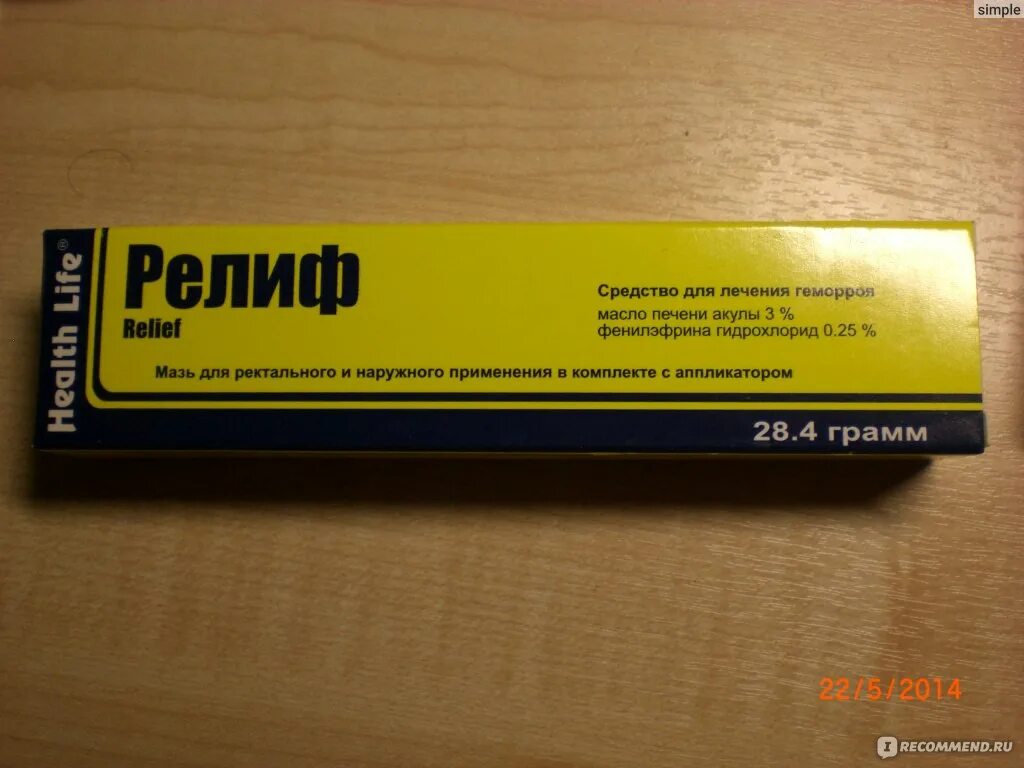 simple
Health Life®
Релиф
Relief
Средство для лечения геморроя
масло печени акулы 3 %
фенилэфрина гидрохлорид 0.25 %
Мазь для ректального и наружного применения в комплекте с аппликатором
28.4 грамм
22/5/2014
IRECOMMEND.RU